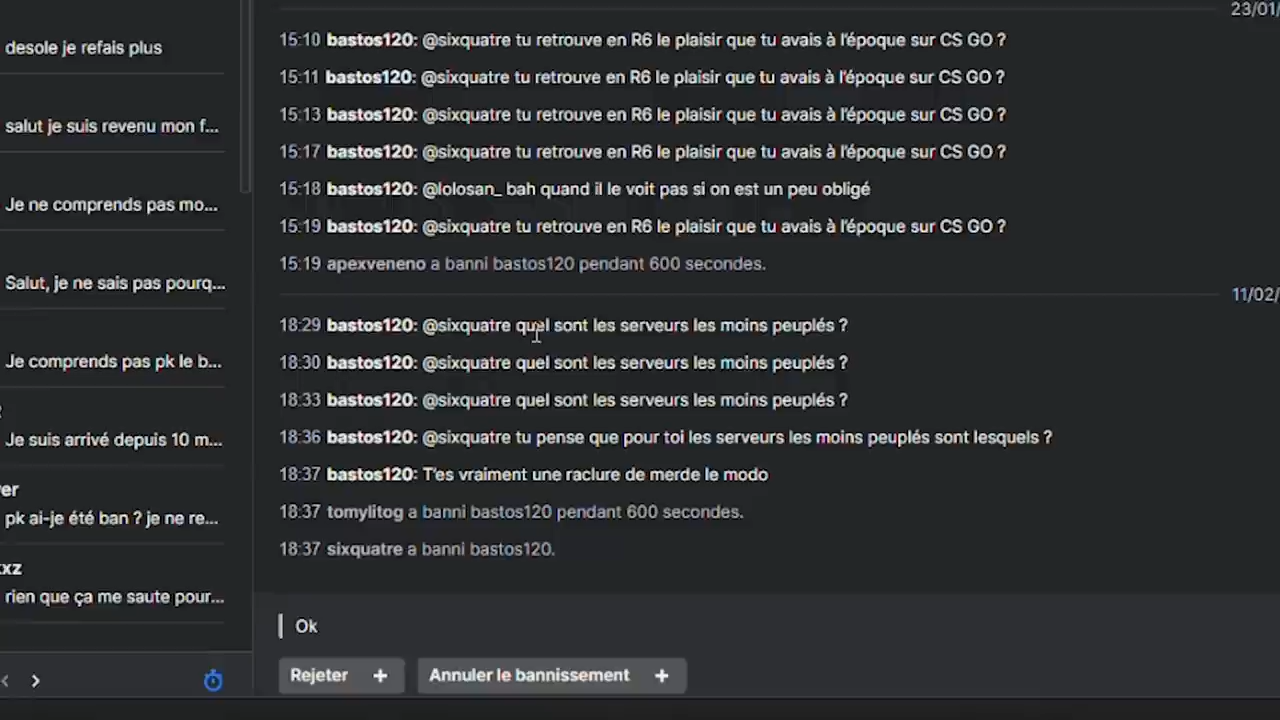 desole je refais plus
salut je suis revenu mon f...
Je ne comprends pas mo...
Salut, je ne sais pas pourq...
Je comprends pas pk le b...
Je suis arrivé depuis 10 m...
ver
pk ai-je été ban ? je ne re...
xz
rien que ça me saute pour...
23/01/
15:10 bastos120: @sixquatre tu retrouve en R6 le plaisir que tu avais à l'époque sur CS GO ?
15:11 bastos120: @sixquatre tu retrouve en R6 le plaisir que tu avais à l'époque sur CS GO ?
15:13 bastos120: @sixquatre tu retrouve en R6 le plaisir que tu avais à l'époque sur CS GO ?
15:17 bastos120: @sixquatre tu retrouve en R6 le plaisir que tu avais à l'époque sur CS GO ?
15:18 bastos120: @lolosan_ bah quand il le voit pas si on est un peu obligé
15:19 bastos120: @sixquatre tu retrouve en R6 le plaisir que tu avais à l'époque sur CS GO ?
15:19 apexveneno a banni bastos120 pendant 600 secondes.
11/02/
18:29 bastos120: @sixquatre quel sont les serveurs les moins peuplés ?
18:30 bastos120: @sixquatre quel sont les serveurs les moins peuplés ?
18:33 bastos120: @sixquatre quel sont les serveurs les moins peuplés ?
18:36 bastos120: @sixquatre tu pense que pour toi les serveurs les moins peuplés sont lesquels ?
18:37 bastos120: T'es vraiment une raclure de merde le modo
18:37 tomylitog a banni bastos120 pendant 600 secondes.
18:37 sixquatre a banni bastos120.
Ok
Rejeter +
Annuler le bannissement +